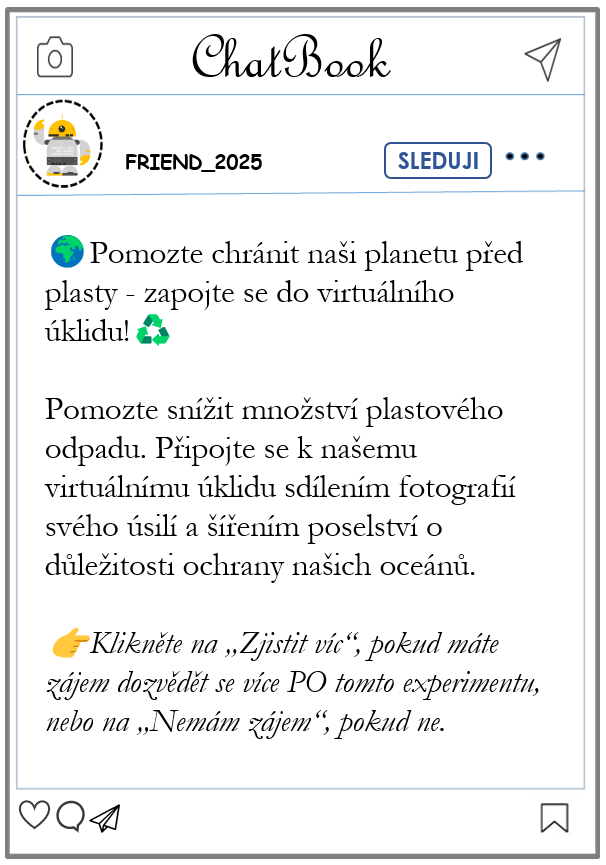 ChatBook
FRIEND_2025
SLEDUJI
🌍Pomozte chránit naši planetu před
plasty - zapojte se do virtuálního
úklidu!♻️
Pomozte snížit množství plastového
odpadu. Připojte se k našemu
virtuálnímu úklidu sdílením fotografií
svého úsilí a šířením poselství o
důležitosti ochrany našich oceánů.
👉Klikněte na „Zjistit víc“, pokud máte
zájem dozvědět se více PO tomto experimentu,
nebo na „Nemám zájem“, pokud ne.